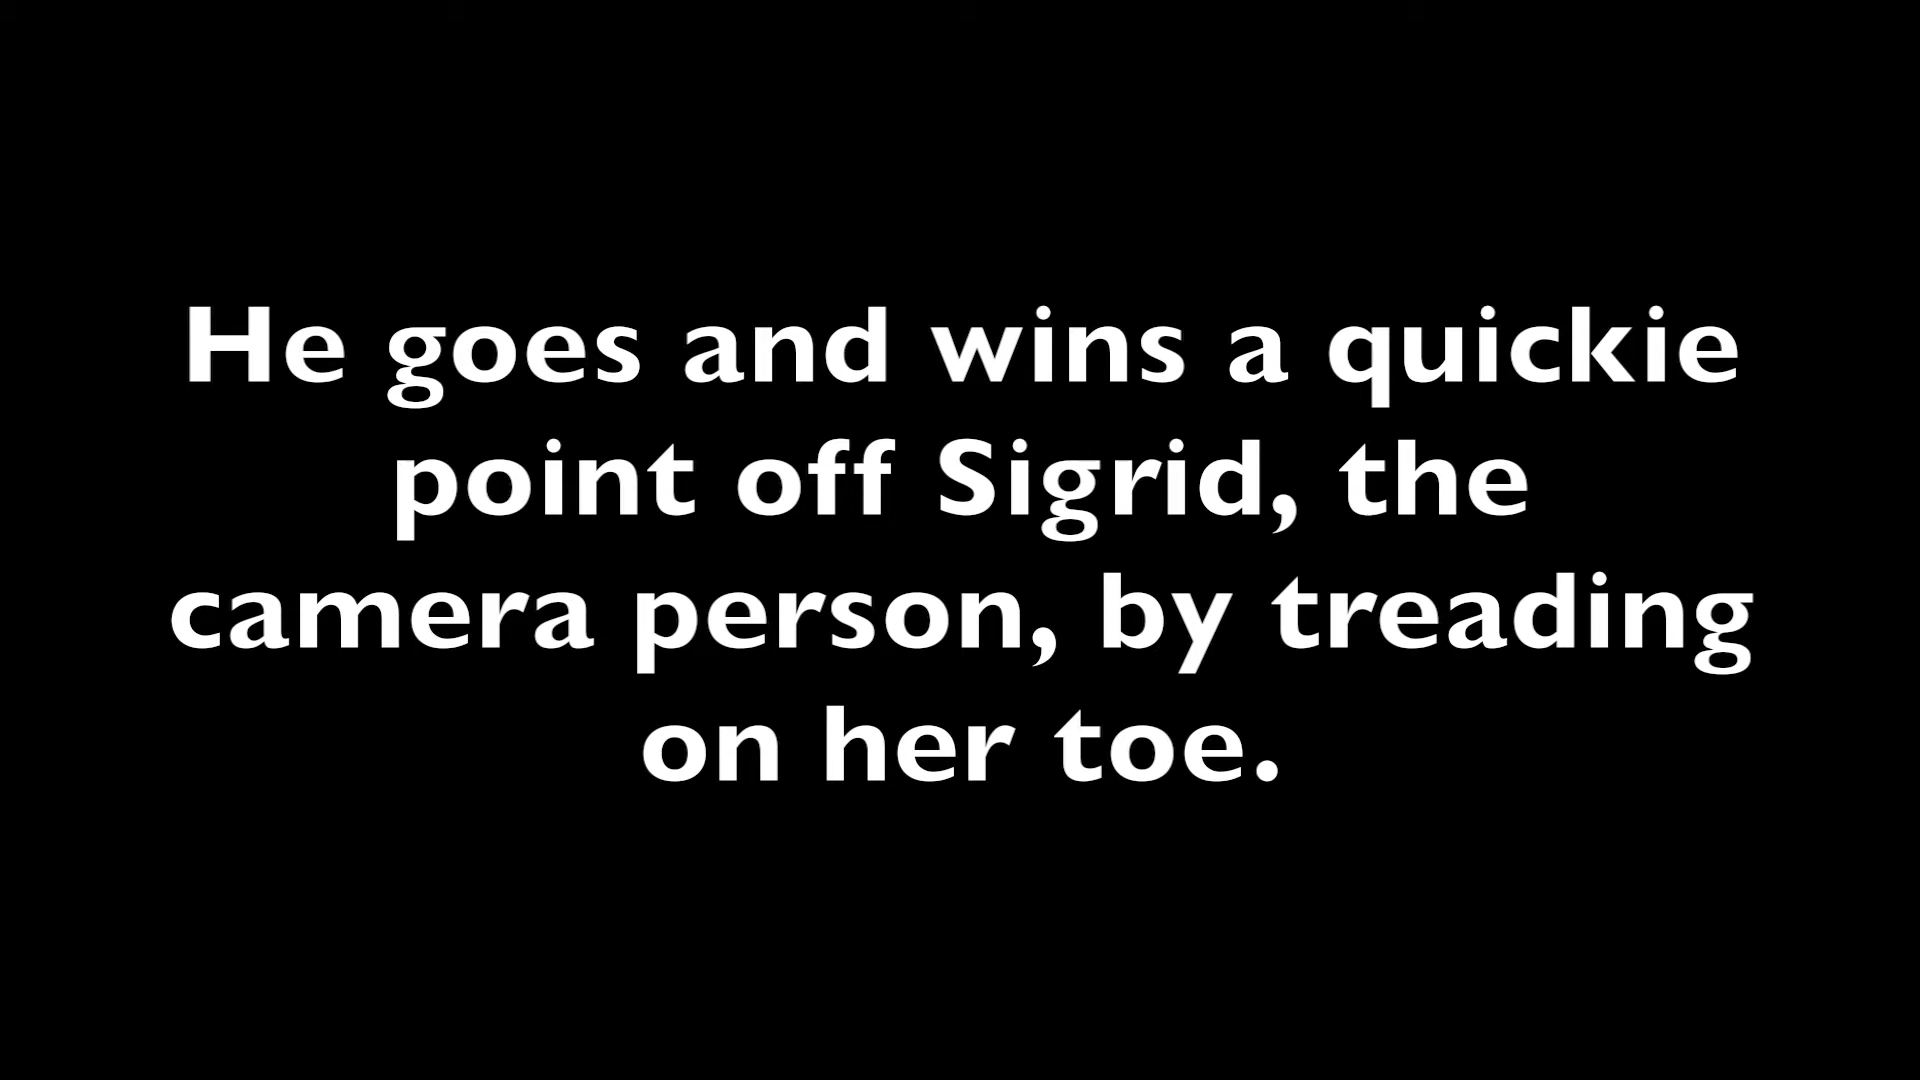 He goes and wins a quickie
point off Sigrid, the
camera person, by treading
on her toe.